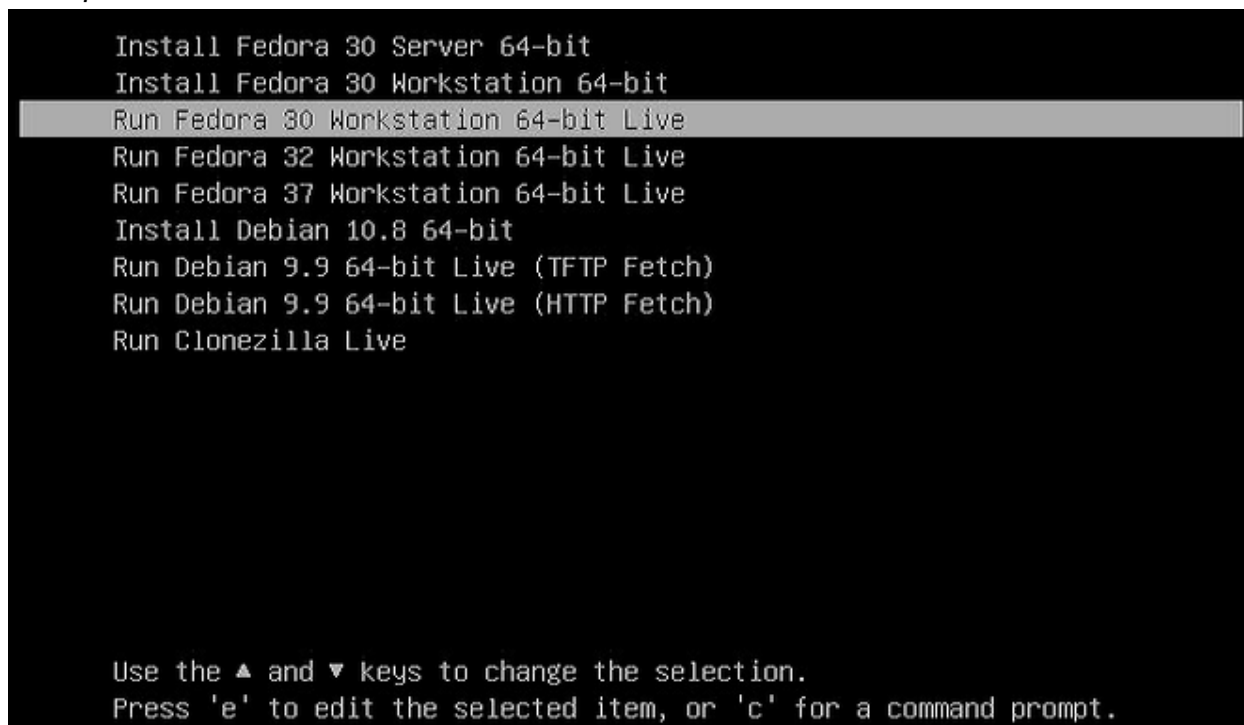 Install Fedora 30 Server 64-bit
Install Fedora 30 Workstation 64-bit
Run Fedora 30 Workstation 64-bit Live
Run Fedora 32 Workstation 64-bit Live
Run Fedora 37 Workstation 64-bit Live
Install Debian 10.8 64-bit
Run Debian 9.9 64-bit Live (TFTP Fetch)
Run Debian 9.9 64-bit Live (HTTP Fetch)
Run Clonezilla Live
Use the ▲ and ▼ keys to change the selection.
Press 'e' to edit the selected item, or 'c' for a command prompt.